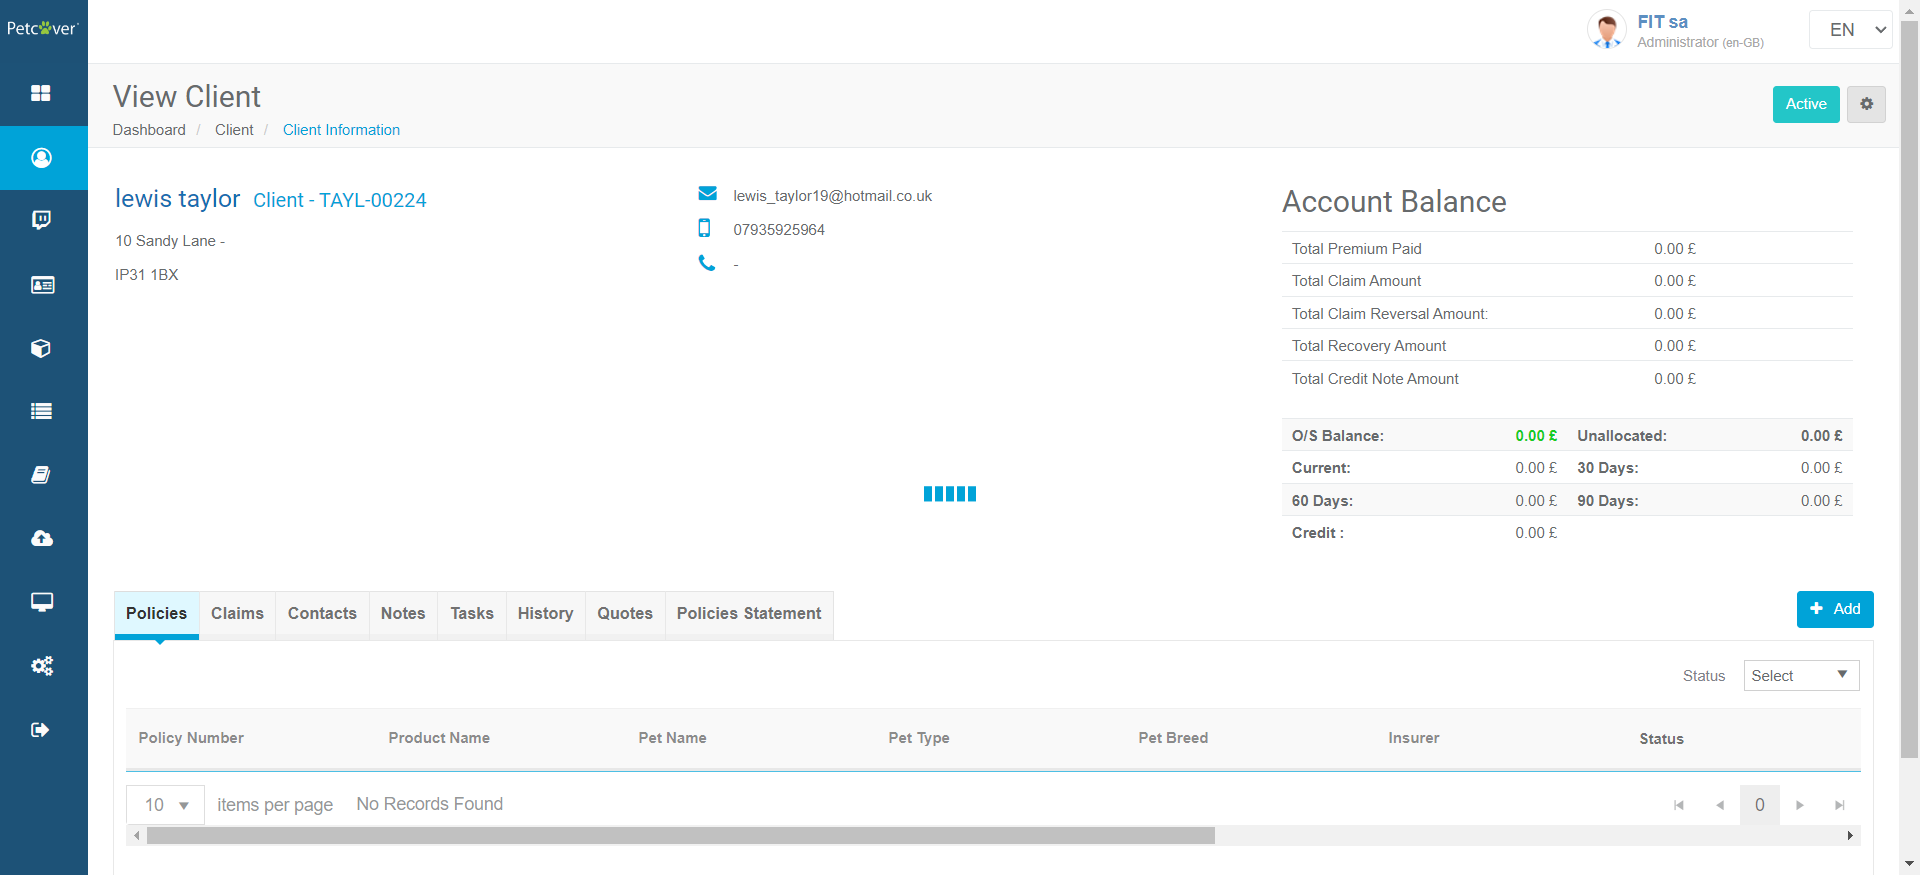 Petcover
FIT sa
Administrator (en-GB)
EN
View Client
Dashboard / Client / Client Information
Active
lewis taylor Client - TAYL-00224
10 Sandy Lane -
IP31 1BX
lewis_taylor19@hotmail.co.uk
07935925964
-
Account Balance
Total Premium Paid 0.00 £
Total Claim Amount 0.00 £
Total Claim Reversal Amount: 0.00 £
Total Recovery Amount 0.00 £
Total Credit Note Amount 0.00 £
O/S Balance: 0.00 £ Unallocated: 0.00 £
Current: 0.00 £ 30 Days: 0.00 £
60 Days: 0.00 £ 90 Days: 0.00 £
Credit : 0.00 £
Policies Claims Contacts Notes Tasks History Quotes Policies Statement
Add
Status Select
Policy Number Product Name Pet Name Pet Type Pet Breed Insurer Status
10 items per page No Records Found 0